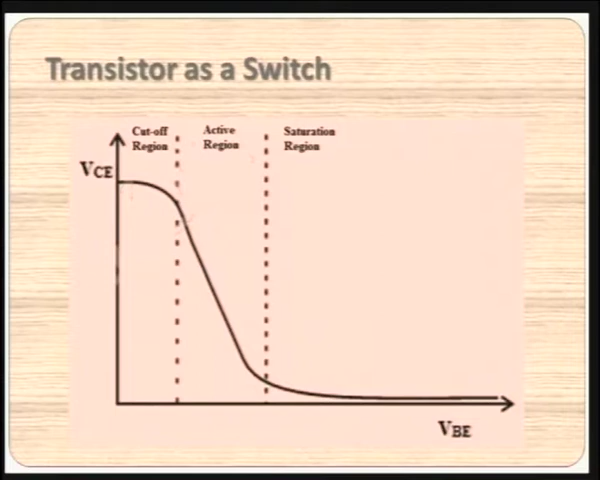 Transistor as a Switch
Cut-off Region
Active Region
Saturation Region
VCE
VBE